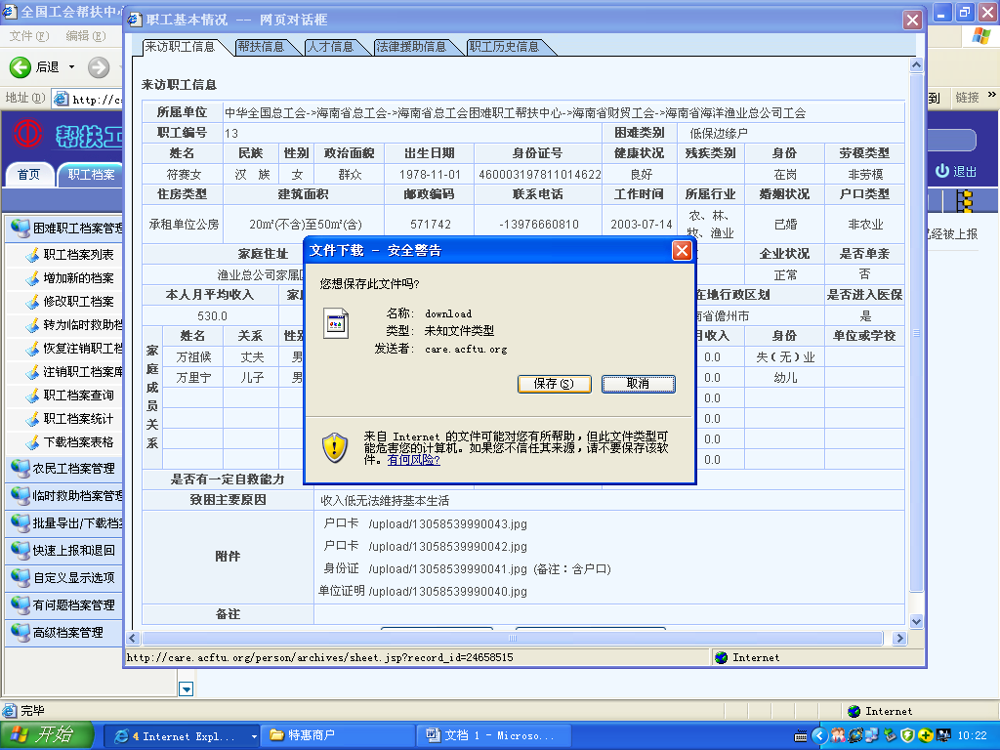 全国工会帮扶中心
职工基本情况 -- 网页对话框
文件(F) 编辑(E)
后退
地址(D) http://ca
到 链接 »
帮扶工
首页 职工档案
退出
来访职工信息 帮扶信息 人才信息 法律援助信息 职工历史信息
来访职工信息
所属单位 中华全国总工会->海南省总工会->海南省总工会困难职工帮扶中心->海南省财贸工会->海南省海洋渔业总公司工会
职工编号 13 困难类别 低保边缘户
姓名 民族 性别 政治面貌 出生日期 身份证号 健康状况 残疾类别 身份 劳模类型
符赛女 汉 族 女 群众 1978-11-01 460003197811014622 良好 在岗 非劳模
住房类型 建筑面积 邮政编码 联系电话 工作时间 所属行业 婚姻状况 户口类型
承租单位公房 20㎡(不含)至50㎡(含) 571742 -13976660810 2003-07-14 农、林、牧、渔业 已婚 非农业
家庭住址 企业状况 是否单亲
渔业总公司家属区 正常 否
本人月平均收入 家 在地行政区划 是否进入医保
530.0 南省儋州市 是
家庭成员关系
姓名 关系 性别 月收入 身份 单位或学校
万祖候 丈夫 男 0.0 失（无）业
万里宁 儿子 男 0.0 幼儿
0.0
0.0
0.0
0.0
是否有一定自救能力
致困主要原因 收入低无法维持基本生活
附件
户口卡 /upload/13058539990043.jpg
户口卡 /upload/13058539990042.jpg
身份证 /upload/13058539990041.jpg (备注：含户口)
单位证明 /upload/13058539990040.jpg
备注
困难职工档案管理
职工档案列表
增加新的档案
修改职工档案
转为临时救助档
恢复注销职工档
注销职工档案库
职工档案查询
职工档案统计
下载档案表格
农民工档案管理
临时救助档案管理
批量导出/下载档案
快速上报和退回
自定义显示选项
有问题档案管理
高级档案管理
已经被上报
文件下载 - 安全警告
您想保存此文件吗?
名称: download
类型: 未知文件类型
发送者: care.acftu.org
保存(S) 取消
来自 Internet 的文件可能对您有所帮助，但此文件类型可
能危害您的计算机。如果您不信任其来源，请不要保存该软
件。有何风险?
http://care.acftu.org/person/archives/sheet.jsp?record_id=24658515 Internet
完毕 Internet
开始 4 Internet Expl... 特惠商户 文档 1 - Microso... 10:22